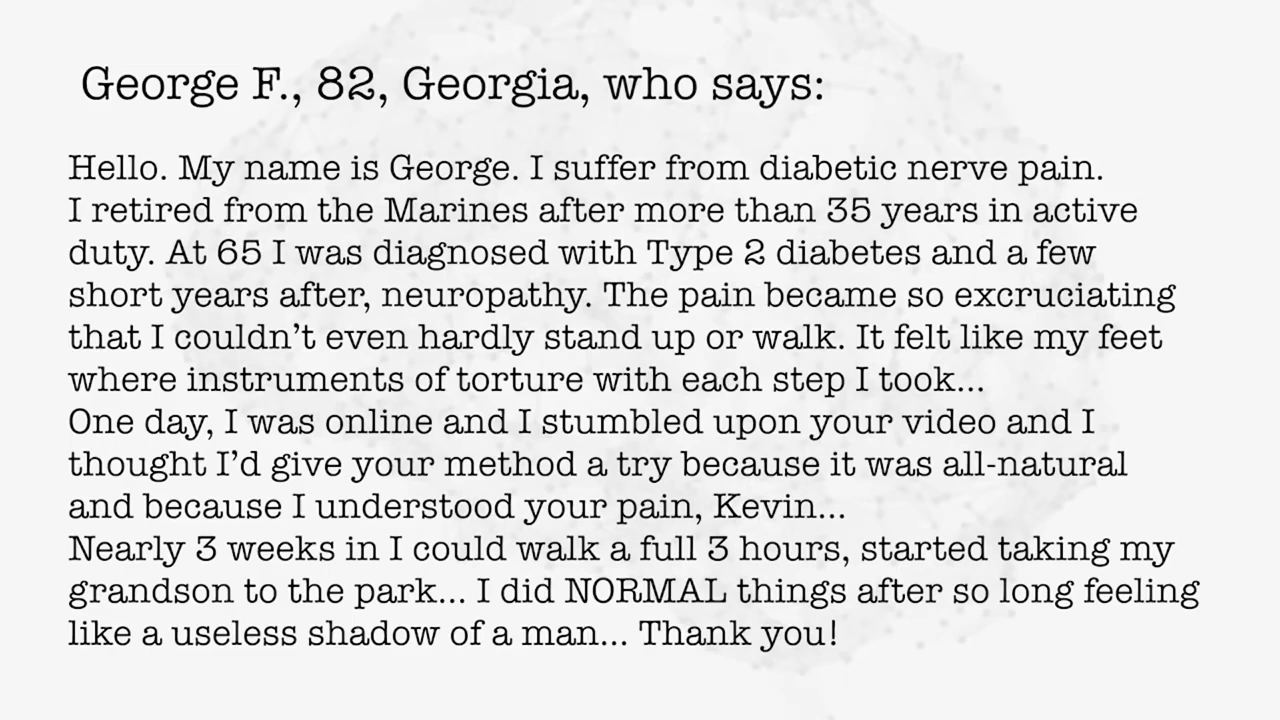 George F., 82, Georgia, who says:
Hello. My name is George. I suffer from diabetic nerve pain.
I retired from the Marines after more than 35 years in active
duty. At 65 I was diagnosed with Type 2 diabetes and a few
short years after, neuropathy. The pain became so excruciating
that I couldn’t even hardly stand up or walk. It felt like my feet
where instruments of torture with each step I took...
One day, I was online and I stumbled upon your video and I
thought I’d give your method a try because it was all-natural
and because I understood your pain, Kevin...
Nearly 3 weeks in I could walk a full 3 hours, started taking my
grandson to the park... I did NORMAL things after so long feeling
like a useless shadow of a man... Thank you!